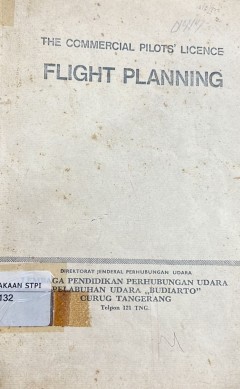 THE COMMERCIAL PILOTS' LICENCE
FLIGHT PLANNING
DIREKTORAT JENDERAL PERHUBUNGAN UDARA
PENDIDIKAN PERHUBUNGAN UDARA
PELABUHAN UDARA „BUDIARTO"
CURUG TANGERANG
Telpon 121 TNG.
AKAAN STPI
132